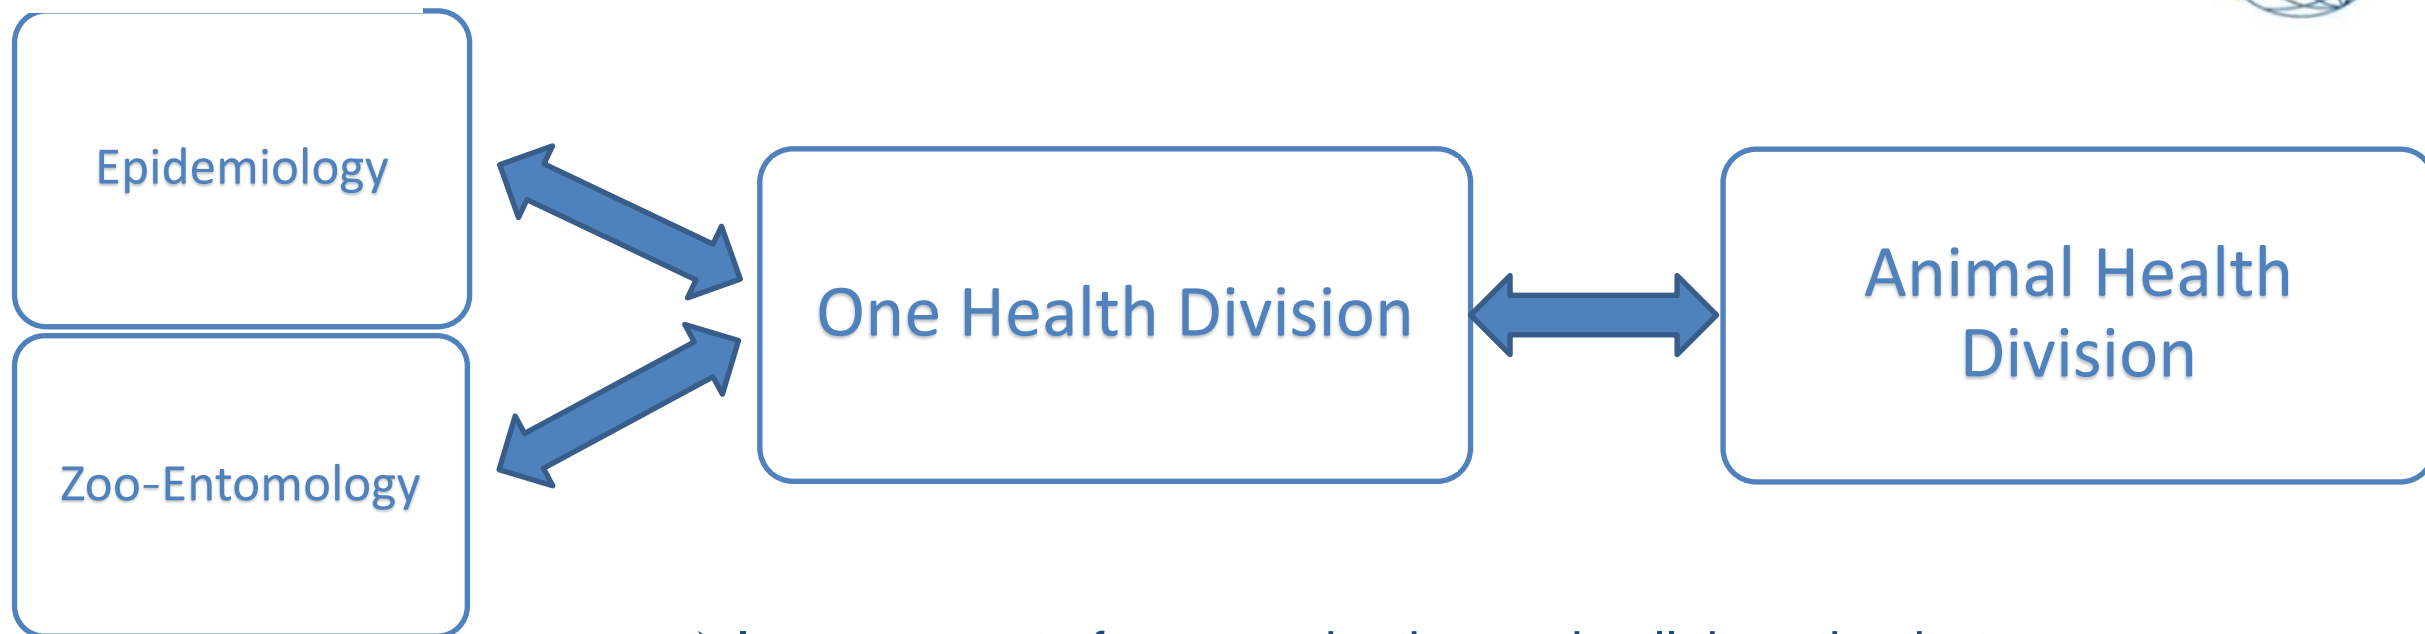 Epidemiology
Zoo-Entomology
One Health Division
Animal Health
Division